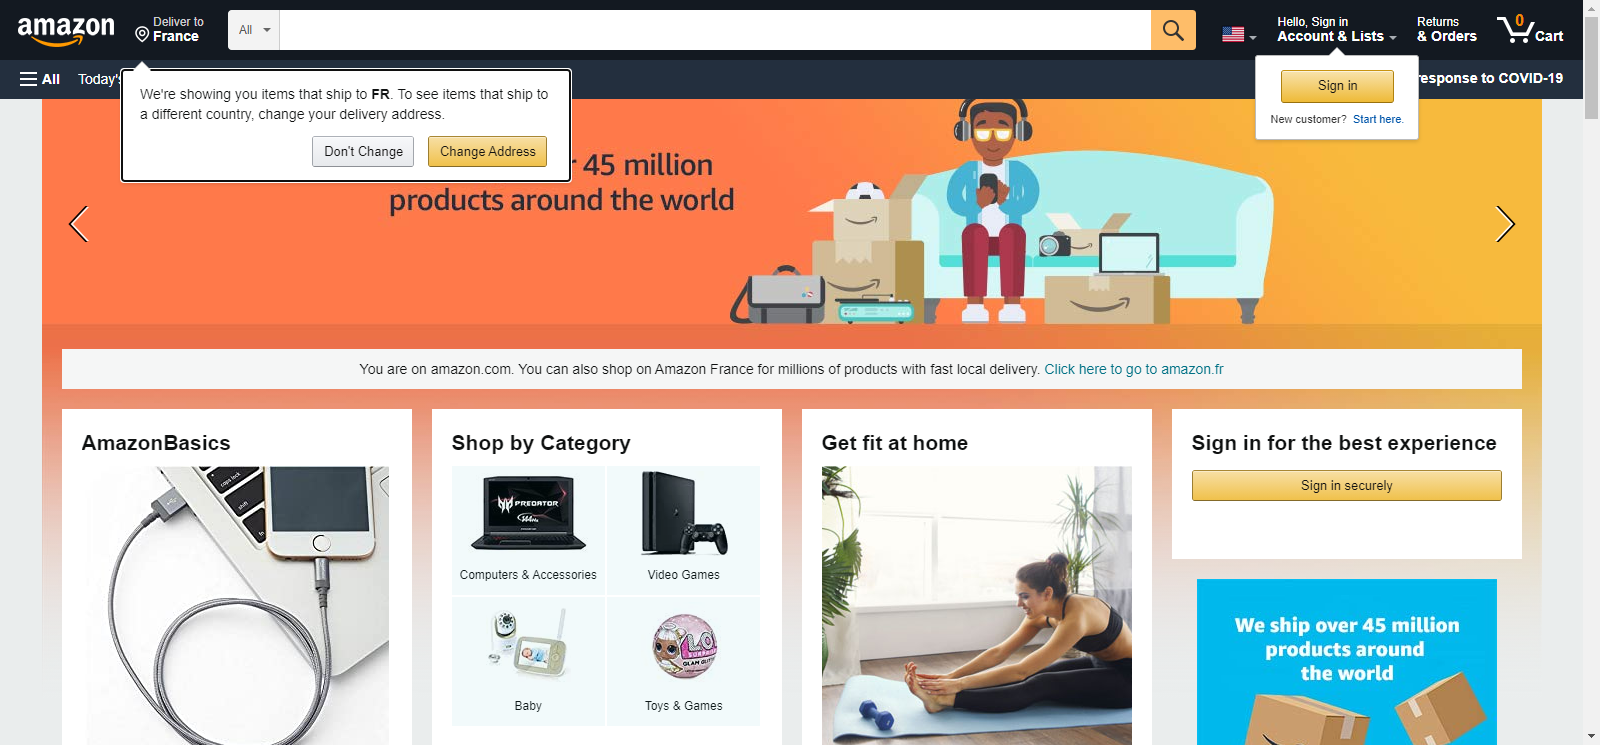 amazon
Deliver to
France
All
Hello, Sign in
Account & Lists
Returns
& Orders
0
Cart
All
Today's
response to COVID-19
We're showing you items that ship to FR. To see items that ship to
a different country, change your delivery address.
Don't Change
Change Address
Sign in
New customer? Start here.
45 million
products around the world
You are on amazon.com. You can also shop on Amazon France for millions of products with fast local delivery. Click here to go to amazon.fr
AmazonBasics
caps lock
shift
Shop by Category
PREDATOR
Computers & Accessories
Video Games
L.O.L.
SURPRISE
Baby
Toys & Games
Get fit at home
Sign in for the best experience
Sign in securely
We ship over 45 million
products around
the world